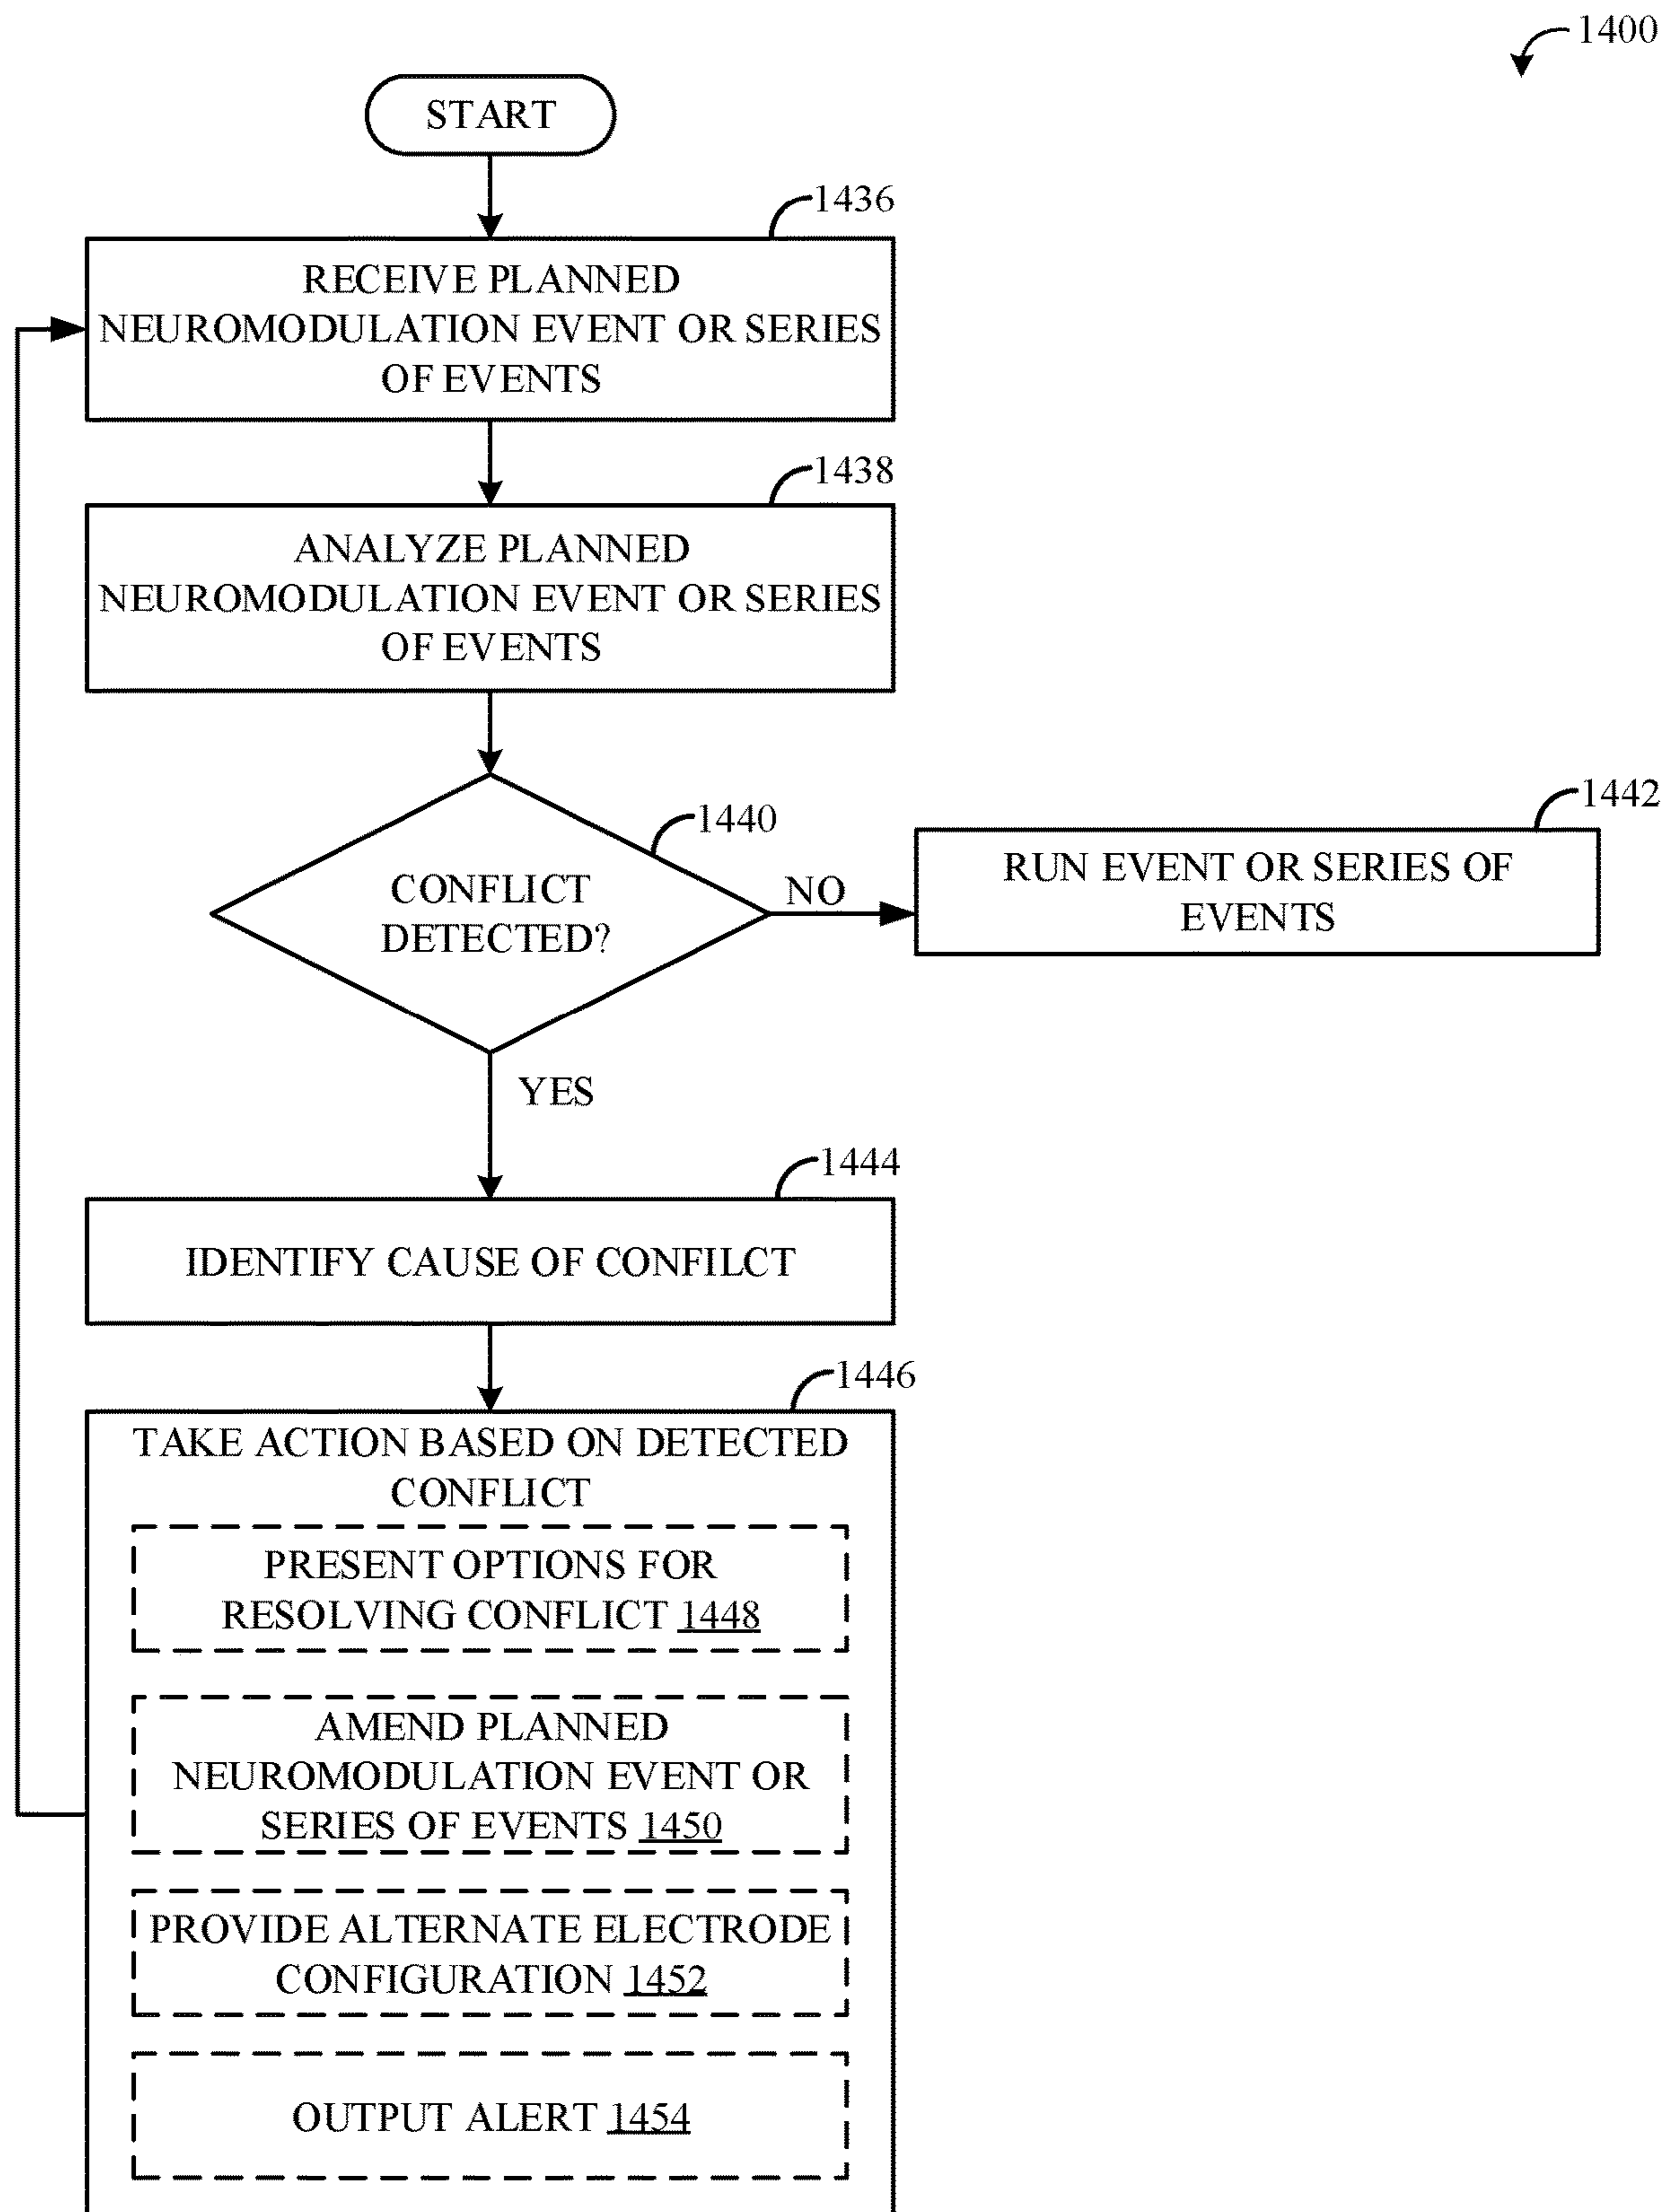 1400
START
1436
RECEIVE PLANNED
NEUROMODULATION EVENT OR SERIES
OF EVENTS
1438
ANALYZE PLANNED
NEUROMODULATION EVENT OR SERIES
OF EVENTS
1440
CONFLICT
DETECTED?
NO
1442
RUN EVENT OR SERIES OF
EVENTS
YES
1444
IDENTIFY CAUSE OF CONFILCT
1446
TAKE ACTION BASED ON DETECTED
CONFLICT
PRESENT OPTIONS FOR
RESOLVING CONFLICT 1448
AMEND PLANNED
NEUROMODULATION EVENT OR
SERIES OF EVENTS 1450
PROVIDE ALTERNATE ELECTRODE
CONFIGURATION 1452
OUTPUT ALERT 1454